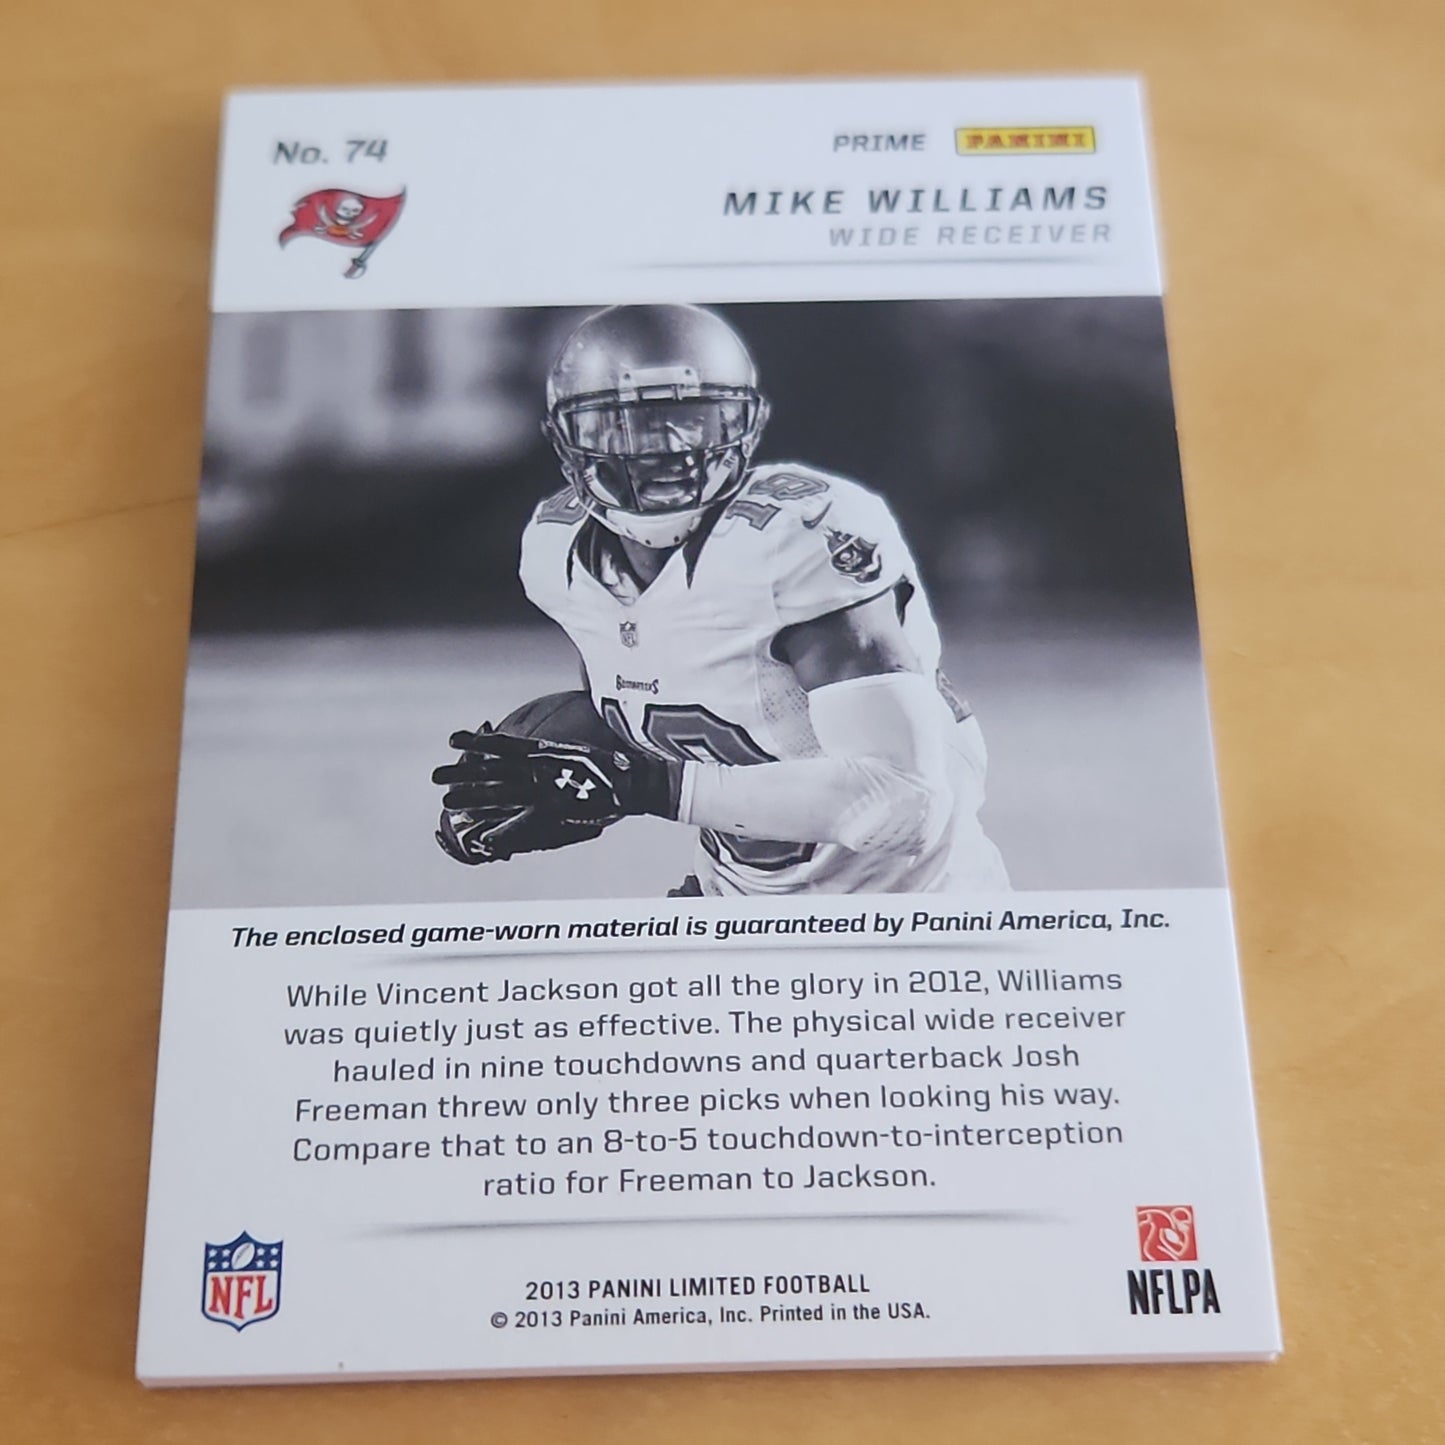 No. 74
PRIME PANINI
MIKE WILLIAMS
WIDE RECEIVER
19
NFL
BUCCANEERS
The enclosed game-worn material is guaranteed by Panini America, Inc.
While Vincent Jackson got all the glory in 2012, Williams
was quietly just as effective. The physical wide receiver
hauled in nine touchdowns and quarterback Josh
Freeman threw only three picks when looking his way.
Compare that to an 8-to-5 touchdown-to-interception
ratio for Freeman to Jackson.
NFL
2013 PANINI LIMITED FOOTBALL
© 2013 Panini America, Inc. Printed in the USA.
NFLPA